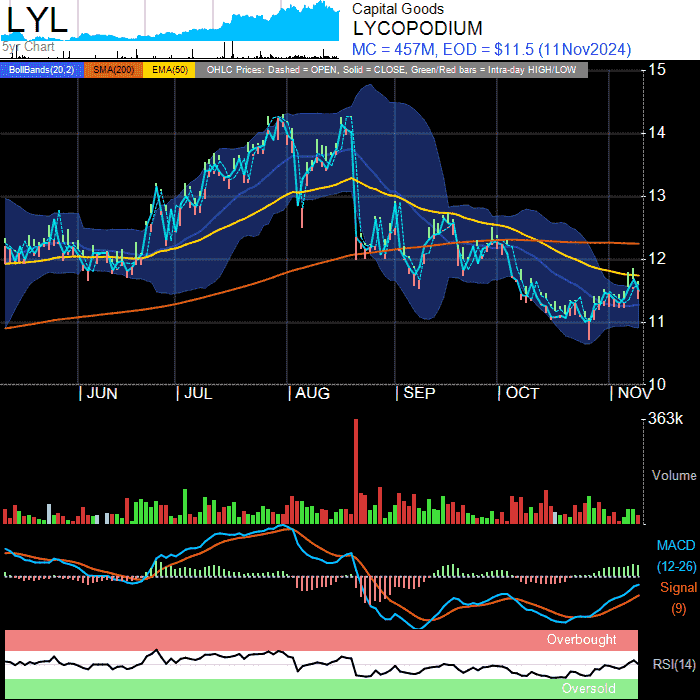 LYL
5yr Chart
Capital Goods
LYCOPODIUM
MC = 457M, EOD = $11.5 (11Nov2024)
BollBands(20,2) SMA(200) EMA(50) OHLC Prices: Dashed = OPEN, Solid = CLOSE, Green/Red bars = Intra-day HIGH/LOW
15
14
13
12
11
10
JUN JUL AUG SEP OCT NOV
363k
Volume
MACD
(12-26)
Signal
(9)
Overbought
RSI(14)
Oversold